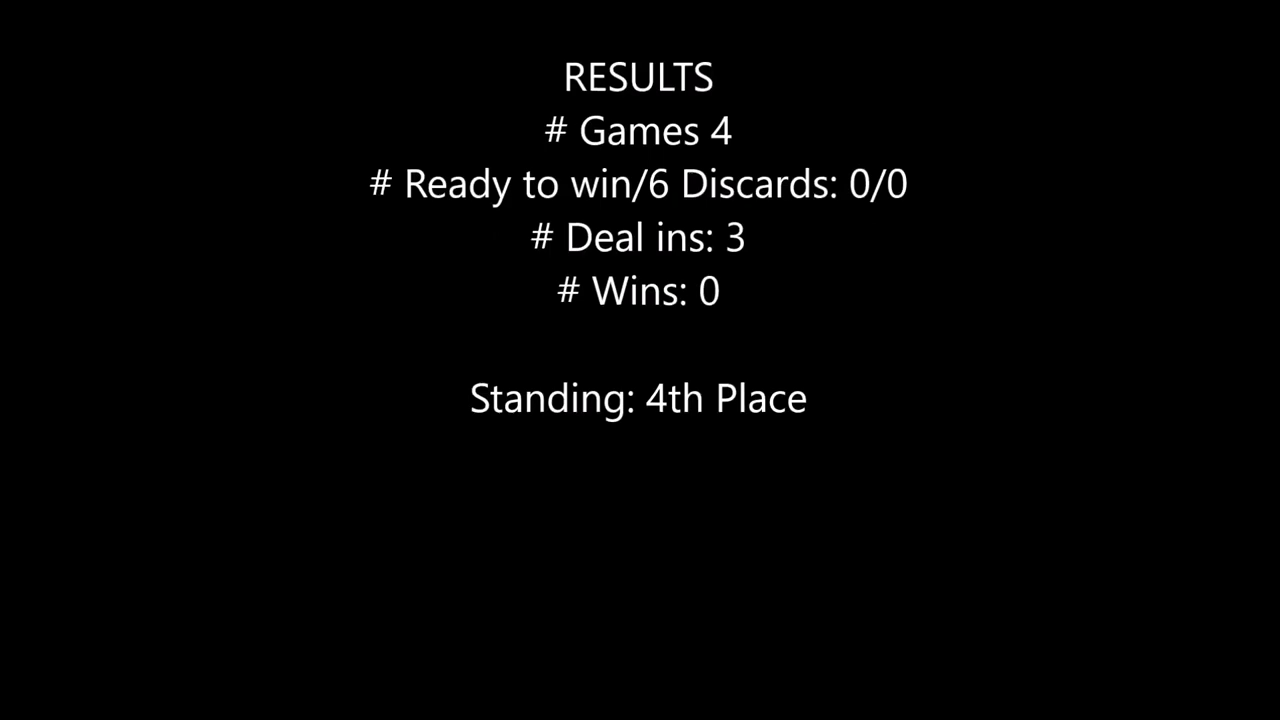 RESULTS
# Games 4
# Ready to win/6 Discards: 0/0
# Deal ins: 3
# Wins: 0
Standing: 4th Place